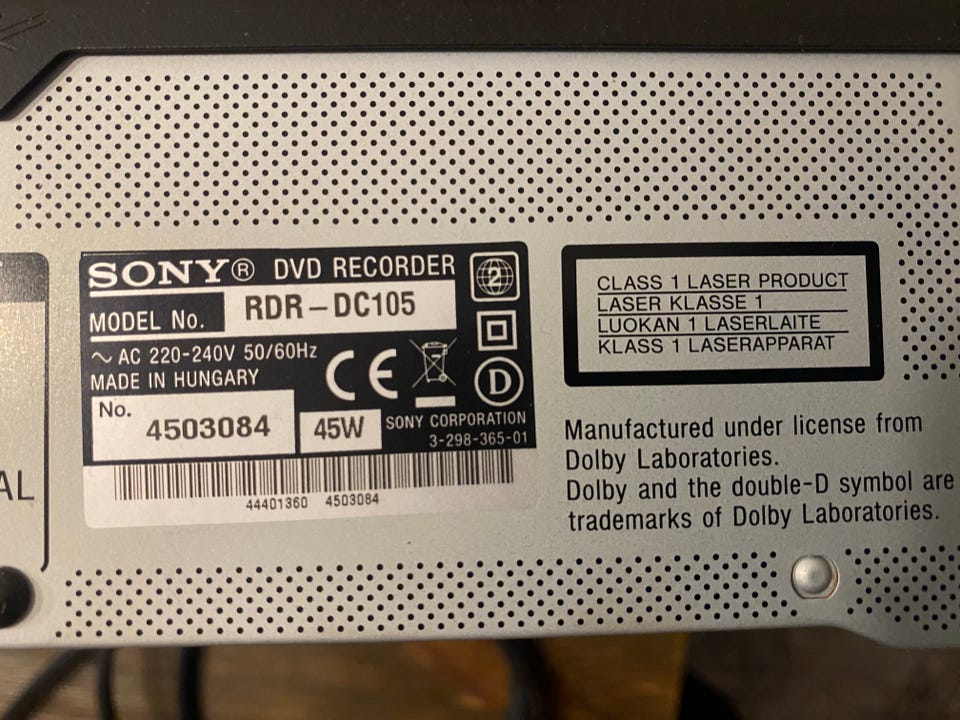 AL
SONY® DVD RECORDER
2
MODEL No. RDR-DC105
~ AC 220-240V 50/60Hz
MADE IN HUNGARY
CE
D
No. 4503084
45W
SONY CORPORATION
3-298-365-01
44401360 4503084
CLASS 1 LASER PRODUCT
LASER KLASSE 1
LUOKAN 1 LASERLAITE
KLASS 1 LASERAPPARAT
Manufactured under license from
Dolby Laboratories.
Dolby and the double-D symbol are
trademarks of Dolby Laboratories.